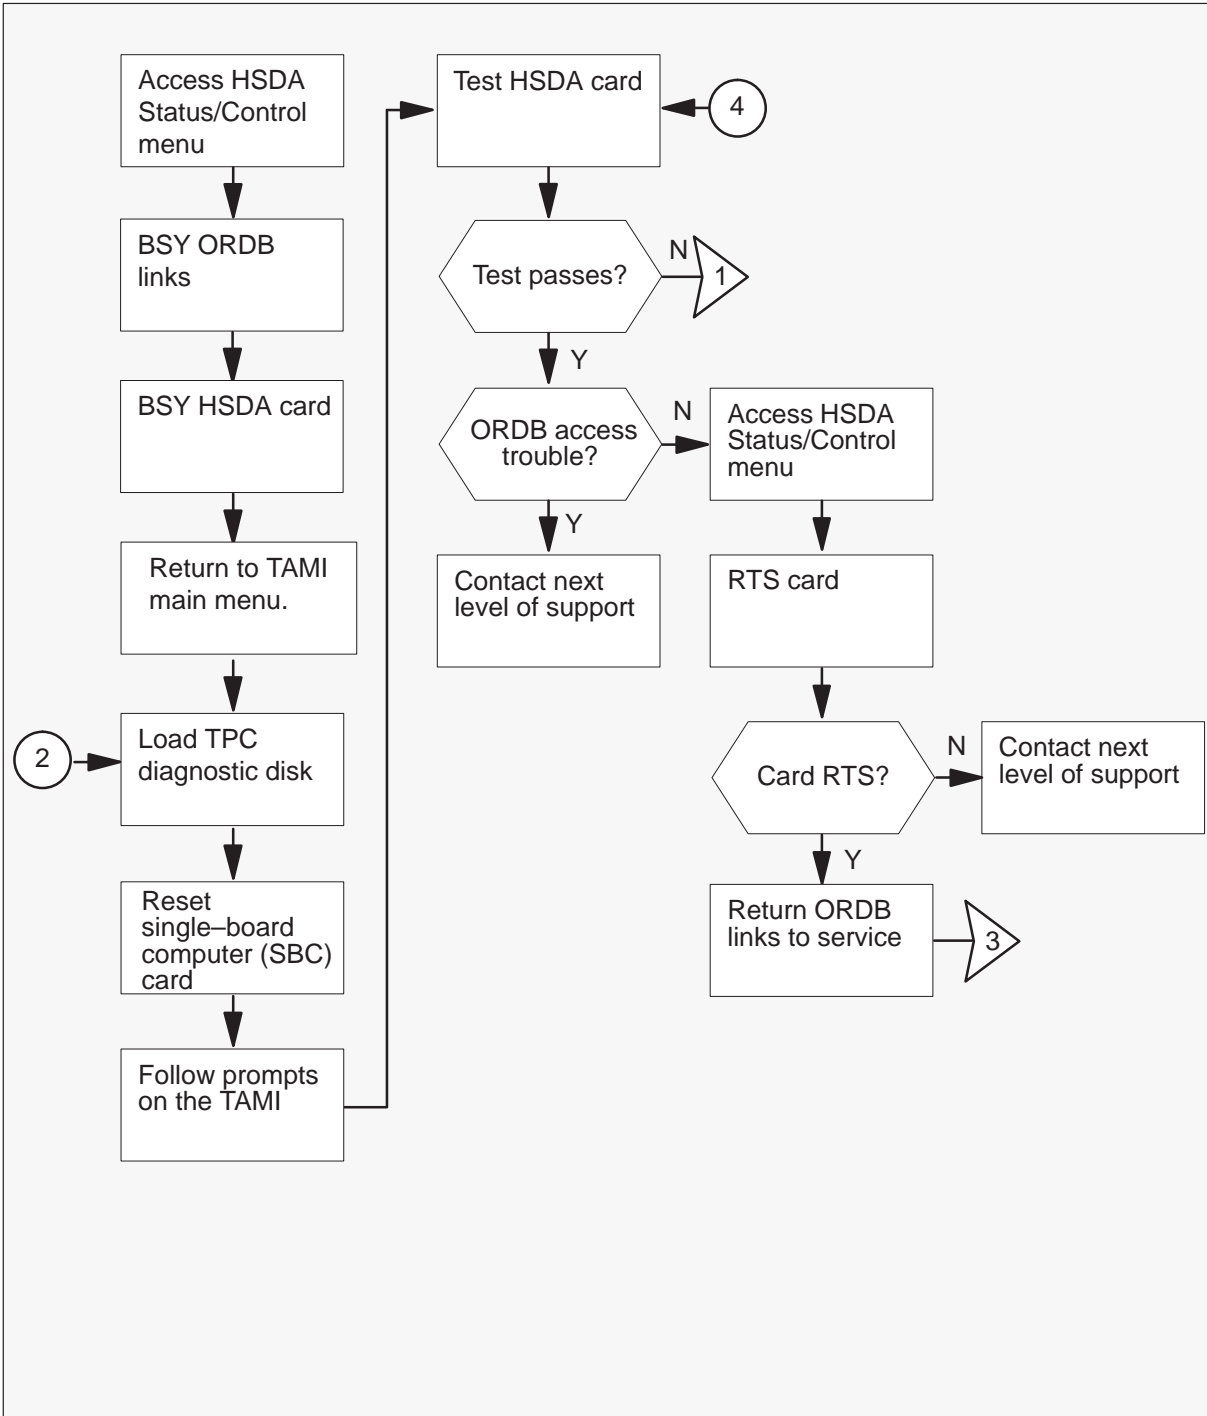 Access HSDA
Status/Control
menu
BSY ORDB
links
BSY HSDA card
Return to TAMI
main menu.
2
Load TPC
diagnostic disk
Reset
single–board
computer (SBC)
card
Follow prompts
on the TAMI
Test HSDA card
4
Test passes?
N
1
Y
ORDB access
trouble?
N
Y
Contact next
level of support
Access HSDA
Status/Control
menu
RTS card
Card RTS?
N
Contact next
level of support
Y
Return ORDB
links to service
3